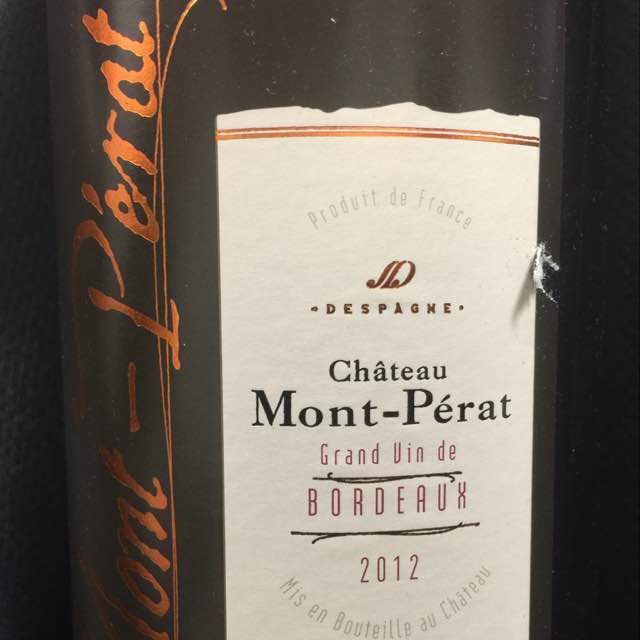 Mont-Pérat
Produit de France
JD
•DESPAGNE•
Château
Mont-Pérat
Grand Vin de
BORDEAUX
2012
Mis en Bouteille au Château